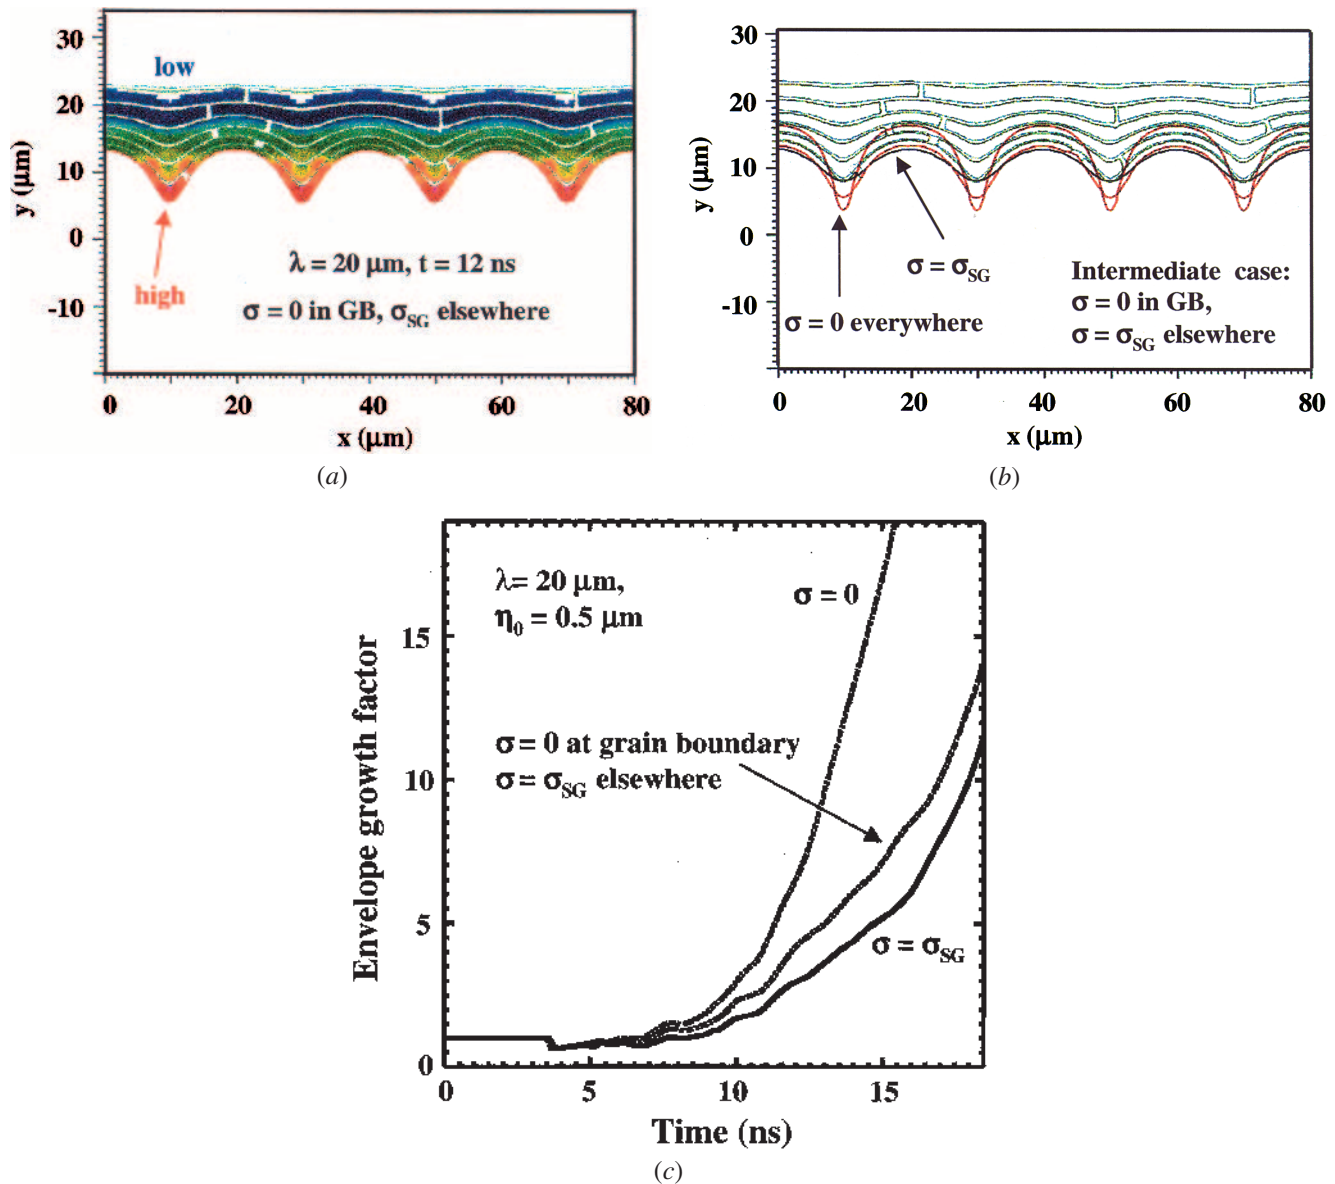 30
20
10
0
-10
y (μm)
low
high
λ = 20 μm, t = 12 ns
σ = 0 in GB, σSG elsewhere
0 20 40 60 80
x (μm)
(a)
30
20
10
0
-10
y (μm)
σ = σSG
σ = 0 everywhere
Intermediate case:
σ = 0 in GB,
σ = σSG elsewhere
0 20 40 60 80
x (μm)
(b)
Envelope growth factor
15
10
5
0
λ= 20 μm,
η0 = 0.5 μm
σ = 0
σ = 0 at grain boundary
σ = σSG elsewhere
σ = σSG
0 5 10 15
Time (ns)
(c)